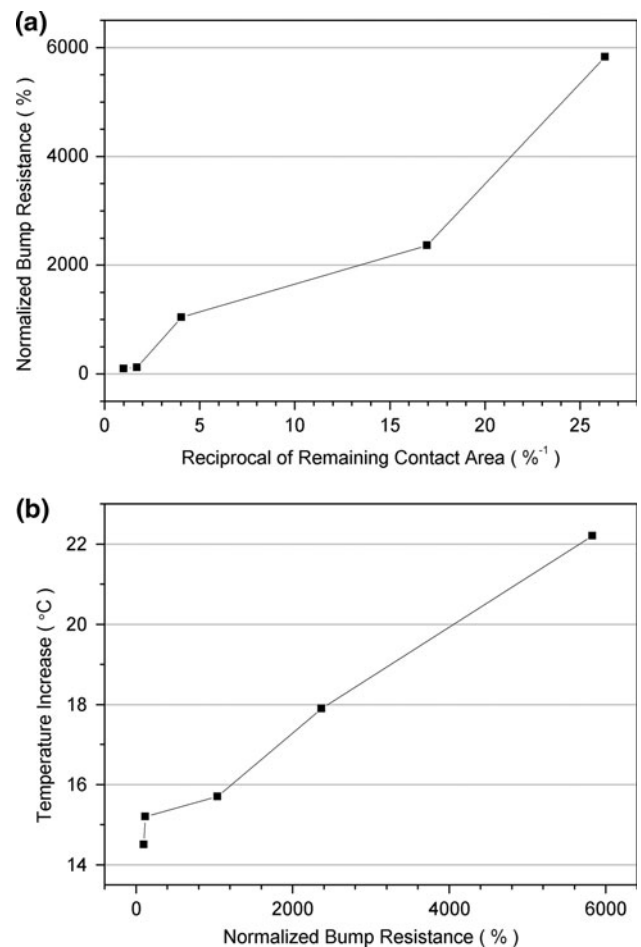 (a)
Normalized Bump Resistance ( % )
6000
4000
2000
0
0 5 10 15 20 25
Reciprocal of Remaining Contact Area ( %⁻¹ )
(b)
Temperature Increase ( °C )
22
20
18
16
14
0 2000 4000 6000
Normalized Bump Resistance ( % )